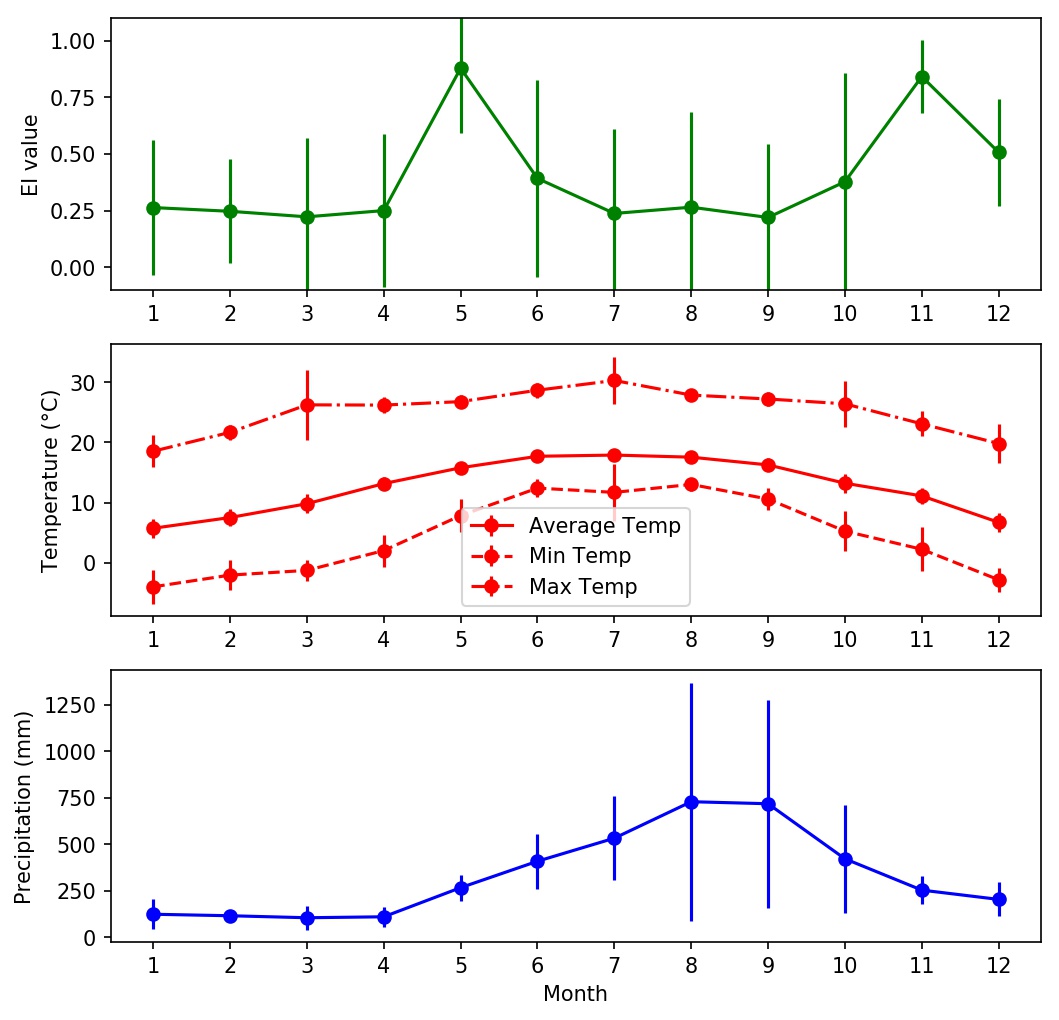 EI value
1.00
0.75
0.50
0.25
0.00
1 2 3 4 5 6 7 8 9 10 11 12
Temperature (°C)
30
20
10
0
Average Temp
Min Temp
Max Temp
1 2 3 4 5 6 7 8 9 10 11 12
Precipitation (mm)
1250
1000
750
500
250
0
1 2 3 4 5 6 7 8 9 10 11 12
Month